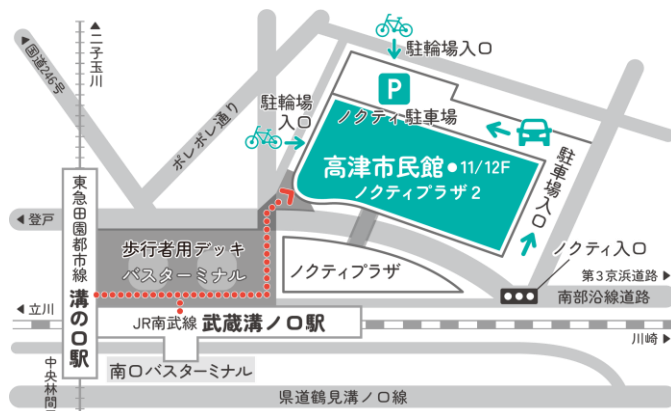 ▲二子玉川
◀国道246号
ポレポレ通り
駐輪場入口
P
ノクティ駐車場
駐輪場
入口
高津市民館●11/12F
ノクティプラザ2
駐車場入口
◀登戸
東急田園都市線
溝の口駅
歩行者用デッキ
バスターミナル
ノクティプラザ
ノクティ入口
第3京浜道路▶
南部沿線道路
◀立川
JR南武線 武蔵溝ノ口駅
川崎▶
南口バスターミナル
中央林間
県道鶴見溝ノ口線